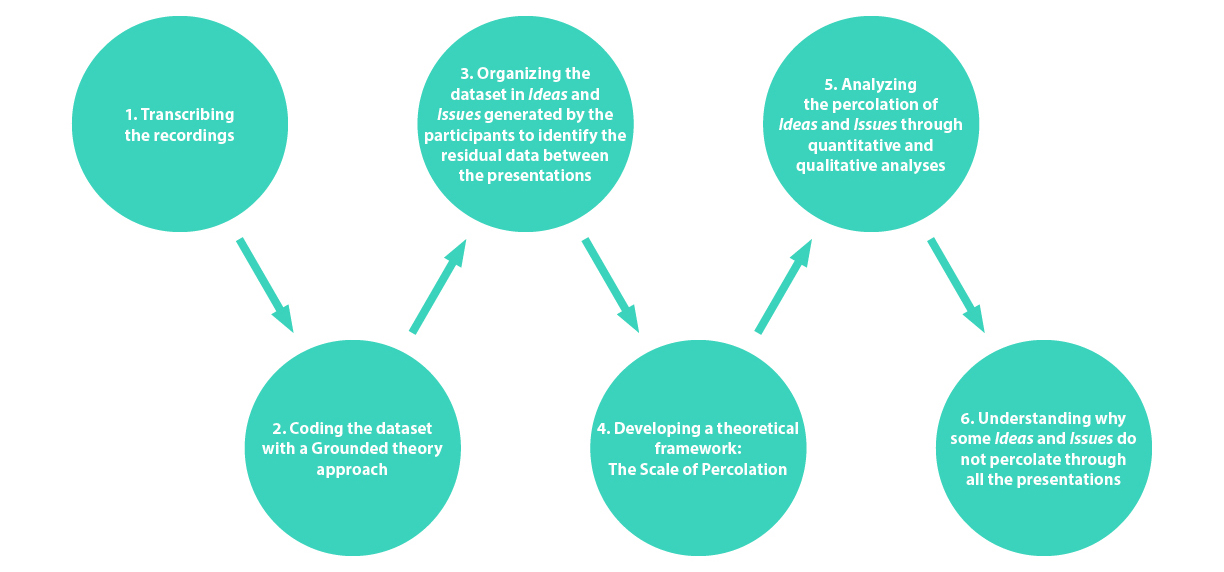 1. Transcribing
the recordings
2. Coding the dataset
with a Grounded theory
approach
3. Organizing the
dataset in Ideas and
Issues generated by the
participants to identify the
residual data between
the presentations
4. Developing a theoretical
framework:
The Scale of Percolation
5. Analyzing
the percolation of
Ideas and Issues through
quantitative and
qualitative analyses
6. Understanding why
some Ideas and Issues do
not percolate through
all the presentations